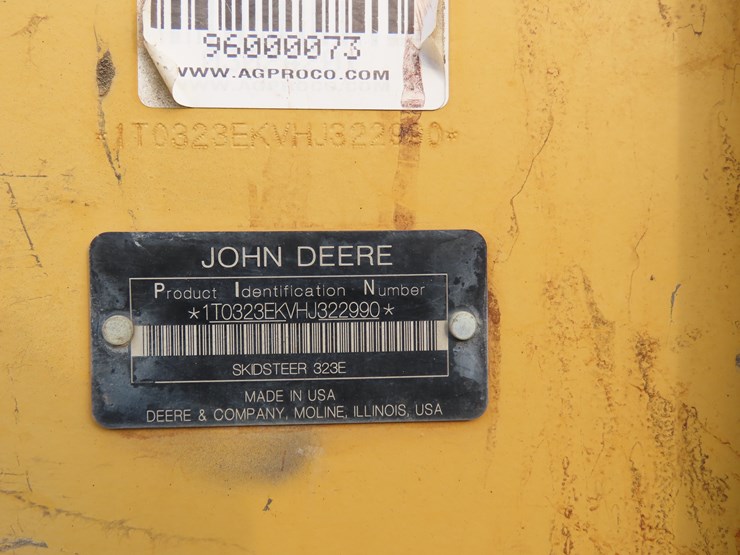 96000073
WWW.AGPROCO.COM
*1T0323EKVHJ322990*
JOHN DEERE
Product Identification Number
*1T0323EKVHJ322990*
SKIDSTEER 323E
MADE IN USA
DEERE & COMPANY, MOLINE, ILLINOIS, USA